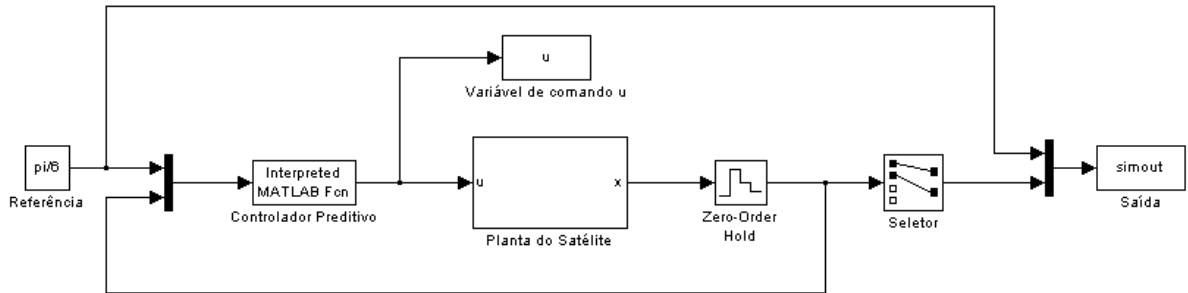 u
Variável de comando u
pi/6
Referência
Interpreted
MATLAB Fcn
Controlador Preditivo
u
x
Planta do Satélite
Zero-Order
Hold
Seletor
simout
Saída